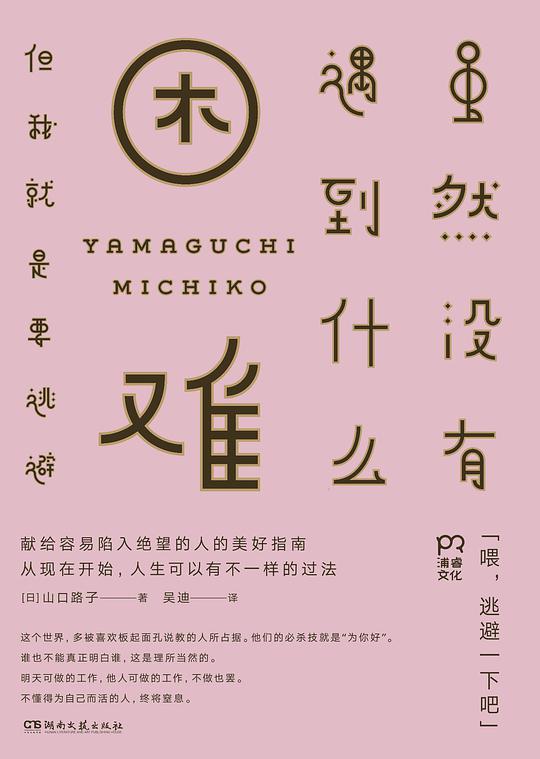 虽然没有
遇到什么
困难
YAMAGUCHI
MICHIKO
但我就是要逃避
献给容易陷入绝望的人的美好指南
从现在开始，人生可以有不一样的过法
[日]山口路子———著 吴迪———译
浦睿
文化
「喂，逃避一下吧」
这个世界，多被喜欢板起面孔说教的人所占据。他们的必杀技就是“为你好”。
谁也不能真正明白谁，这是理所当然的。
明天可做的工作，他人可做的工作，不做也罢。
不懂得为自己而活的人，终将窒息。
湖南文艺出版社
HUNAN LITERATURE AND ART PUBLISHING HOUSE